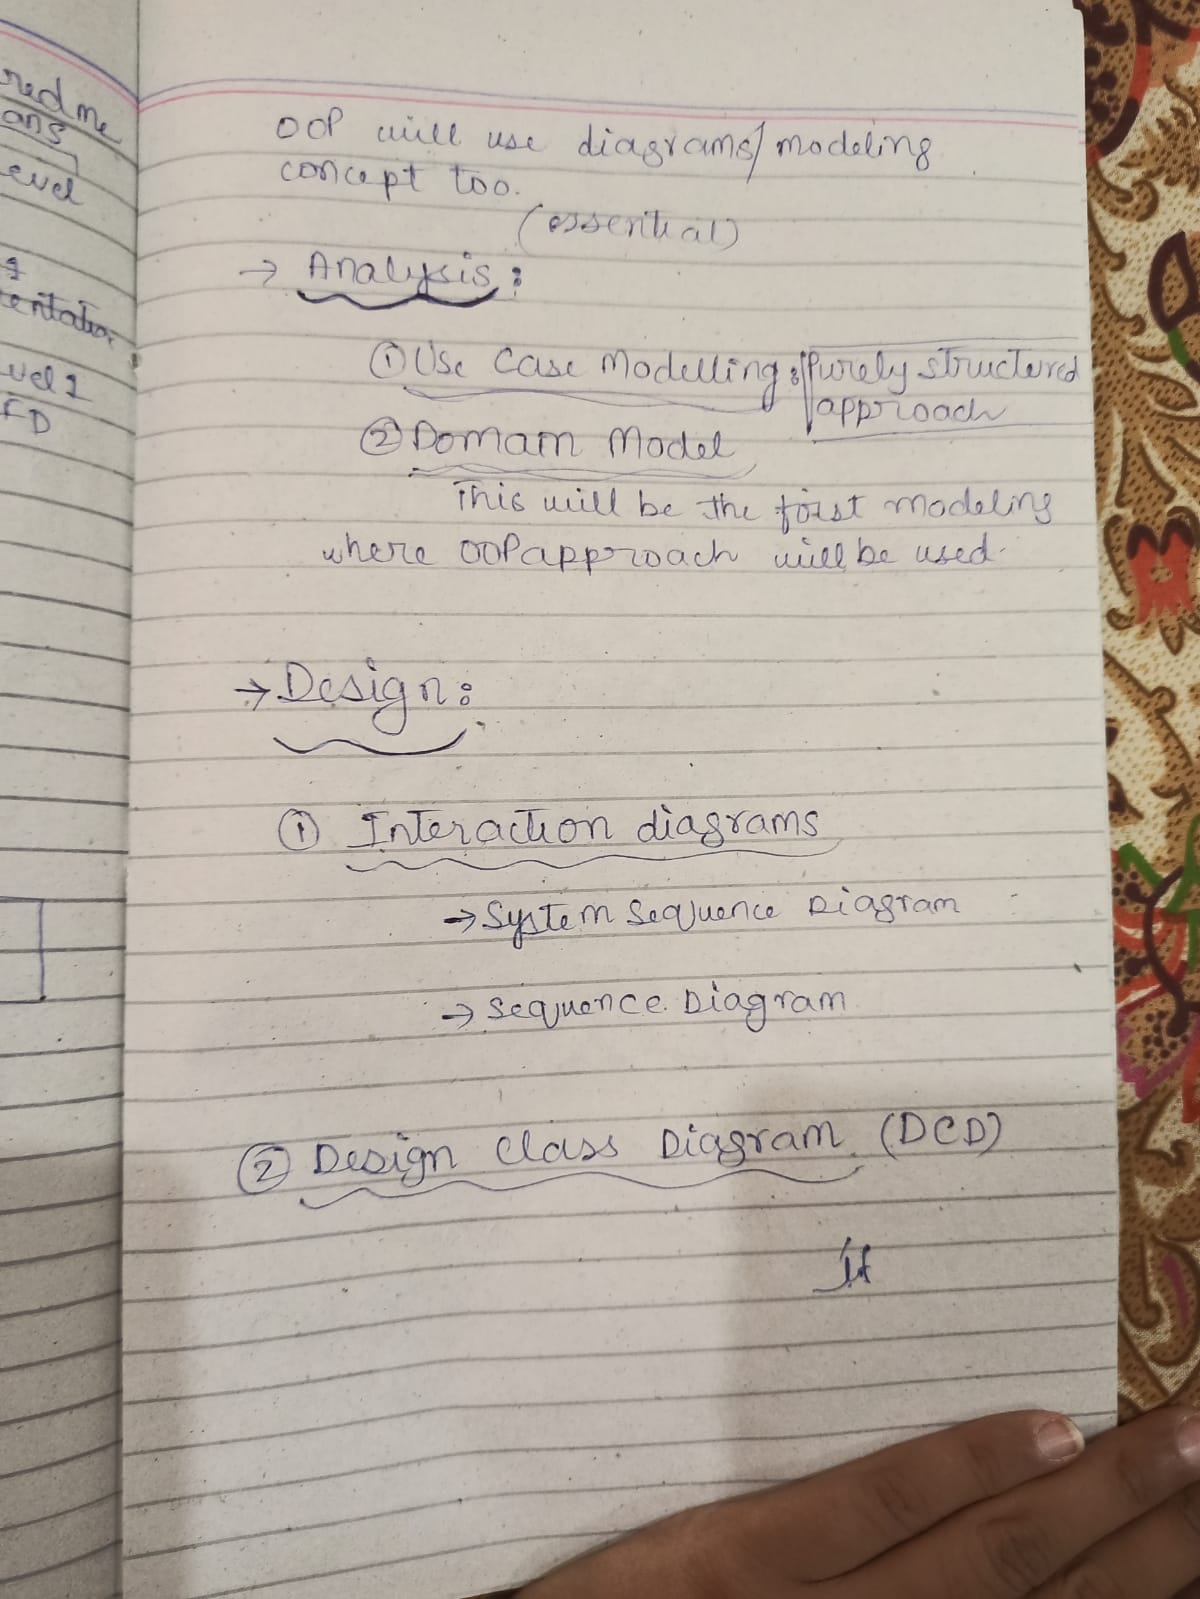 red me
ans
evel
1
entation
vel 1
FD
OOP will use diagrams/modeling
concept too.
(essential)
→ Analysis:
① Use Case Modelling: Purely structured
approach
② Domain Model
This will be the first modeling
where OOP approach will be used.
→ Design:
① Interaction diagrams
→ System Sequence Diagram
→ Sequence Diagram
② Design Class Diagram (DCD)